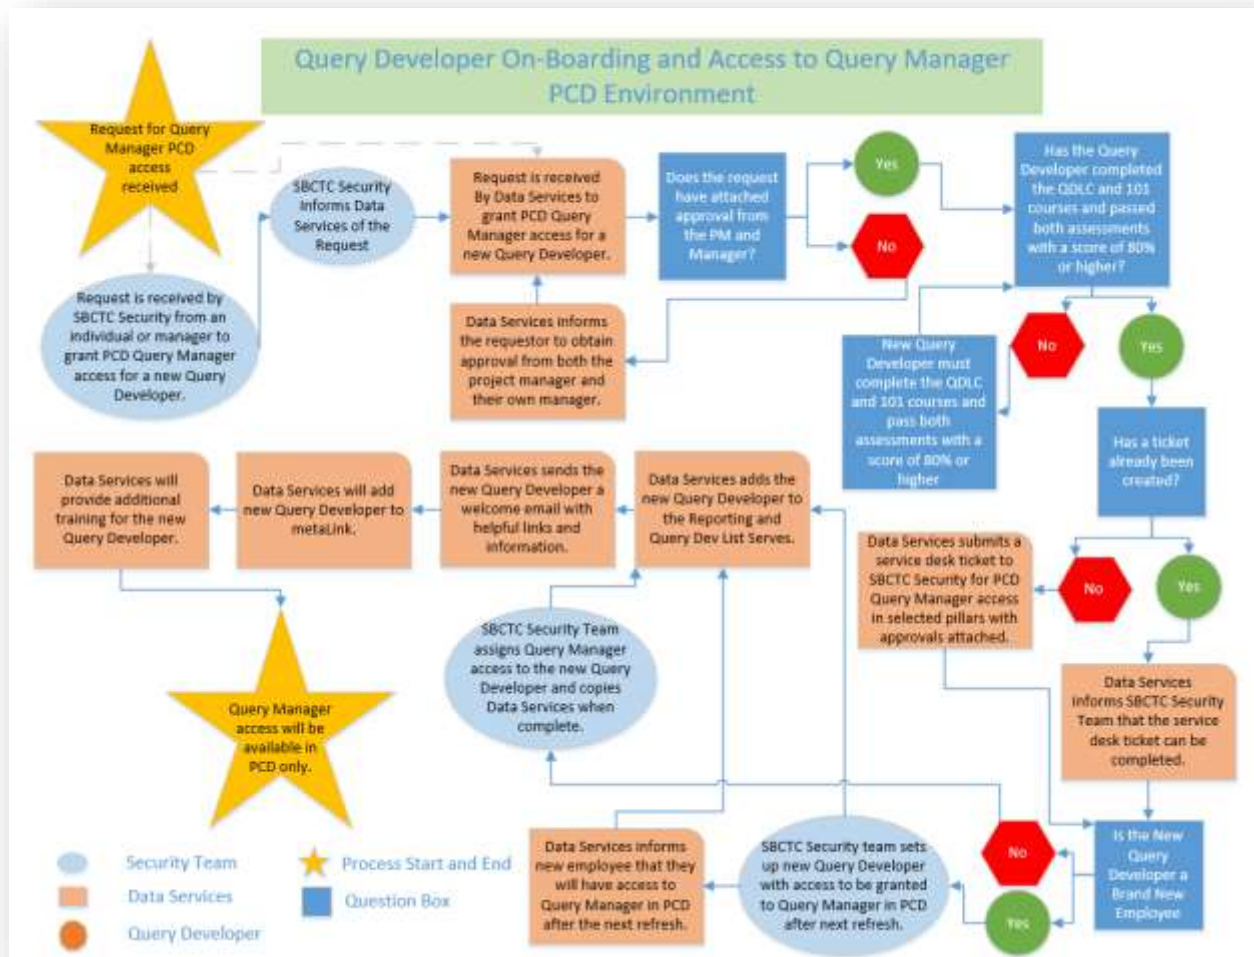 Query Developer On-Boarding and Access to Query Manager
PCD Environment
Request for Query
Manager PCD
access
received
SBCTC Security
Informs Data
Services of the
Request
Request is received
By Data Services to
grant PCD Query
Manager access for a
new Query Developer.
Does the request
have attached
approval from
the PM and
Manager?
Yes
No
Has the Query
Developer completed
the QDLC and 101
courses and passed
both assessments
with a score of 80%
or higher?
Request is received by
SBCTC Security from an
individual or manager to
grant PCD Query Manager
access for a new Query
Developer.
Data Services informs
the requestor to obtain
approval from both the
project manager and
their own manager.
New Query
Developer must
complete the QDLC
and 101 courses and
pass both
assessments with a
score of 80% or
higher
No
Yes
Has a ticket
already been
created?
Data Services will
provide additional
training for the new
Query Developer.
Data Services will add
new Query Developer to
metaLink.
Data Services sends the
new Query Developer a
welcome email with
helpful links and
information.
Data Services adds the
new Query Developer to
the Reporting and
Query Dev List Serves.
Data Services submits a
service desk ticket to
SBCTC Security for PCD
Query Manager access
in selected pillars with
approvals attached.
No
Yes
SBCTC Security Team
assigns Query Manager
access to the new Query
Developer and copies
Data Services when
complete.
Data Services
informs SBCTC Security
Team that the service
desk ticket can be
completed.
Query Manager
access will be
available in
PCD only.
Data Services informs
new employee that they
will have access to
Query Manager in PCD
after the next refresh.
SBCTC Security team sets
up new Query Developer
with access to be granted
to Query Manager in PCD
after next refresh.
No
Yes
Is the New
Query
Developer a
Brand New
Employee
Security Team
Process Start and End
Data Services
Question Box
Query Developer